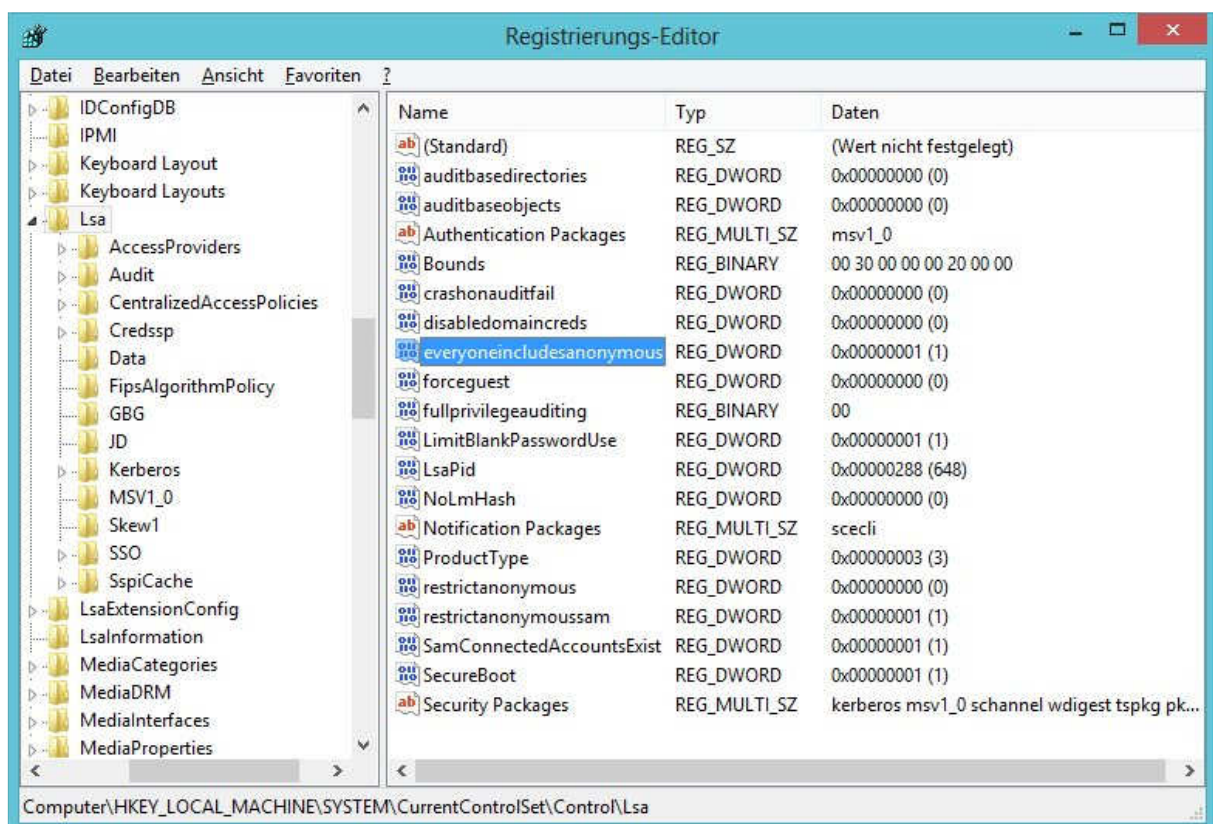 Registrierungs-Editor
Datei Bearbeiten Ansicht Favoriten ?
IDConfigDB
IPMI
Keyboard Layout
Keyboard Layouts
Lsa
AccessProviders
Audit
CentralizedAccessPolicies
Credssp
Data
FipsAlgorithmPolicy
GBG
JD
Kerberos
MSV1_0
Skew1
SSO
SspiCache
LsaExtensionConfig
LsaInformation
MediaCategories
MediaDRM
MediaInterfaces
MediaProperties
Name Typ Daten
(Standard) REG_SZ (Wert nicht festgelegt)
auditbasedirectories REG_DWORD 0x00000000 (0)
auditbaseobjects REG_DWORD 0x00000000 (0)
Authentication Packages REG_MULTI_SZ msv1_0
Bounds REG_BINARY 00 30 00 00 00 20 00 00
crashonauditfail REG_DWORD 0x00000000 (0)
disabledomaincreds REG_DWORD 0x00000000 (0)
everyoneincludesanonymous REG_DWORD 0x00000001 (1)
forceguest REG_DWORD 0x00000000 (0)
fullprivilegeauditing REG_BINARY 00
LimitBlankPasswordUse REG_DWORD 0x00000001 (1)
LsaPid REG_DWORD 0x00000288 (648)
NoLmHash REG_DWORD 0x00000000 (0)
Notification Packages REG_MULTI_SZ scecli
ProductType REG_DWORD 0x00000003 (3)
restrictanonymous REG_DWORD 0x00000000 (0)
restrictanonymoussam REG_DWORD 0x00000001 (1)
SamConnectedAccountsExist REG_DWORD 0x00000001 (1)
SecureBoot REG_DWORD 0x00000001 (1)
Security Packages REG_MULTI_SZ kerberos msv1_0 schannel wdigest tspkg pk...
Computer\HKEY_LOCAL_MACHINE\SYSTEM\CurrentControlSet\Control\Lsa